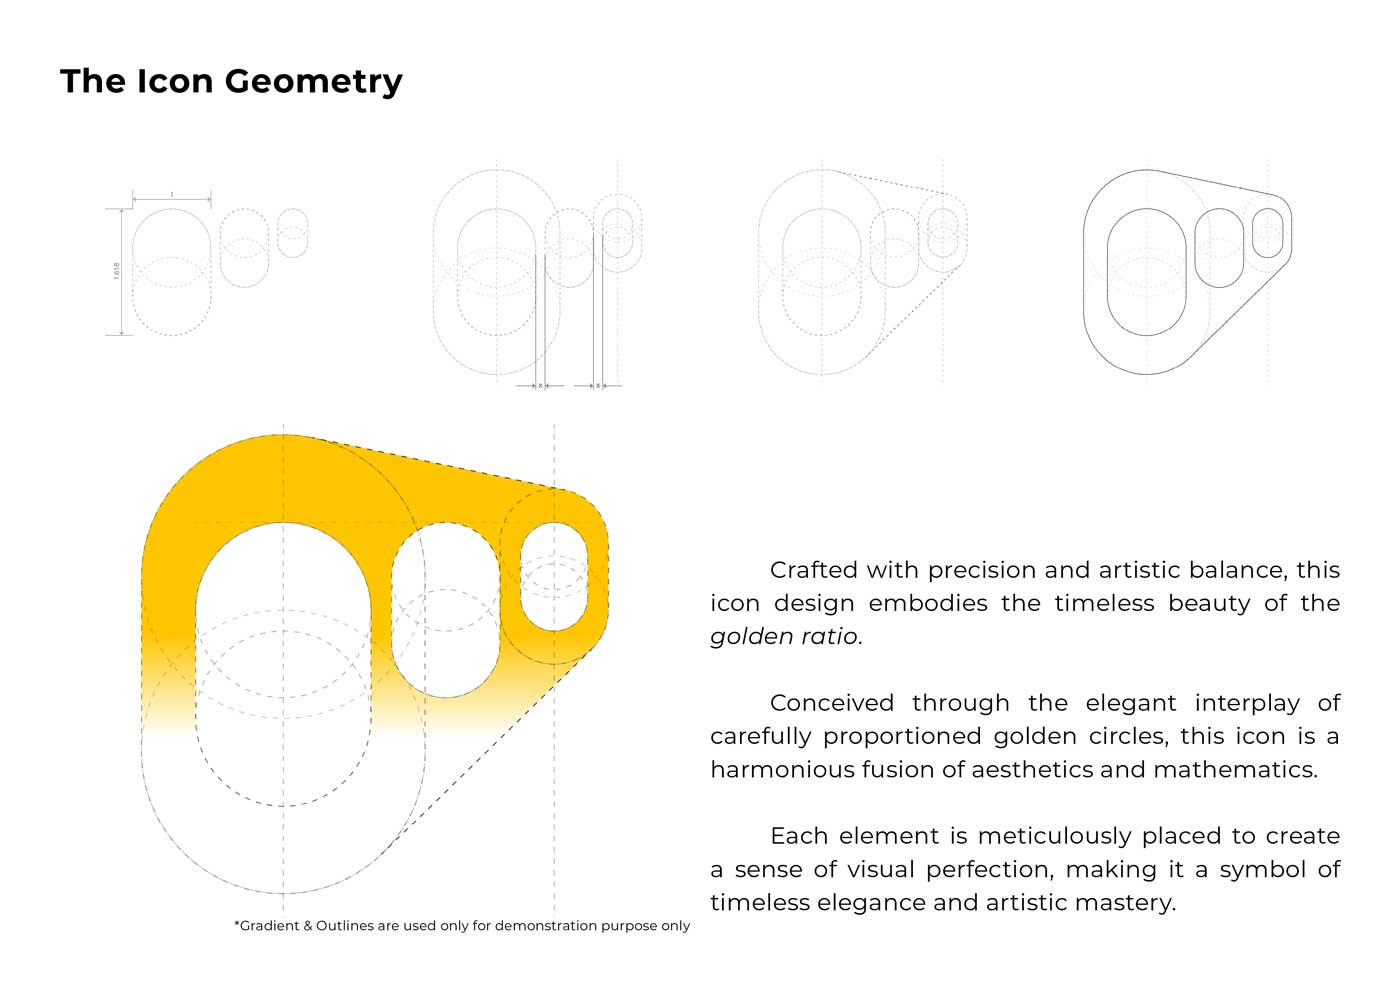 The Icon Geometry
1
1.618
x
x
Crafted with precision and artistic balance, this
icon design embodies the timeless beauty of the
golden ratio.
Conceived through the elegant interplay of
carefully proportioned golden circles, this icon is a
harmonious fusion of aesthetics and mathematics.
Each element is meticulously placed to create
a sense of visual perfection, making it a symbol of
timeless elegance and artistic mastery.
*Gradient & Outlines are used only for demonstration purpose only